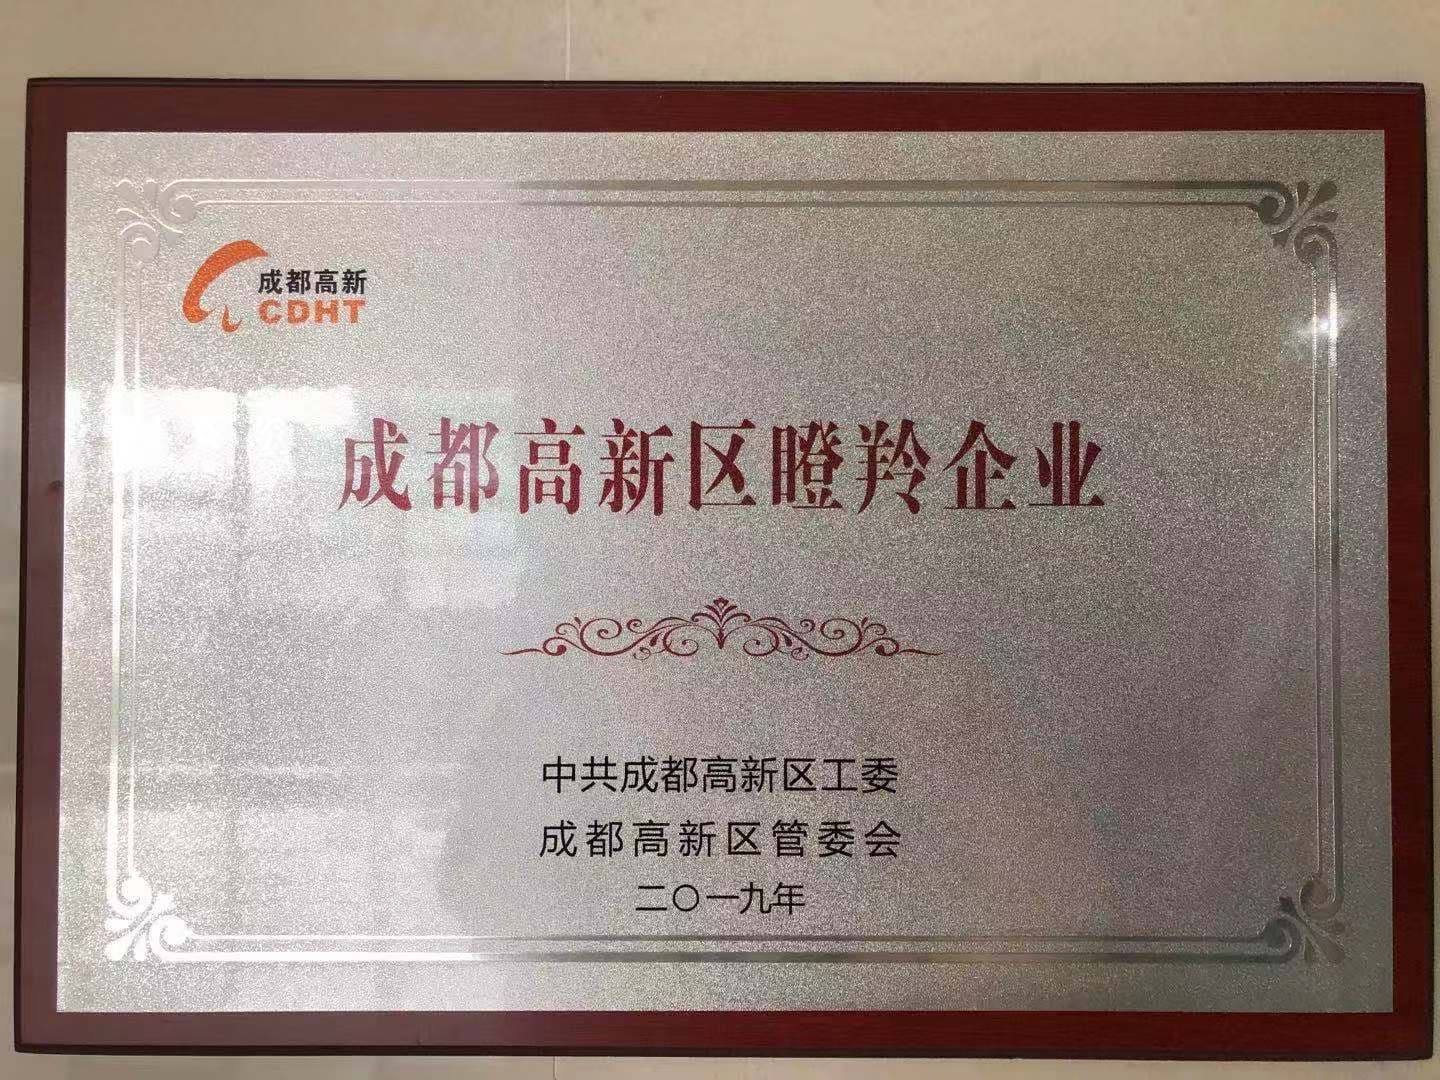 成都高新
CDHT
成都高新区瞪羚企业
中共成都高新区工委
成都高新区管委会
二〇一九年